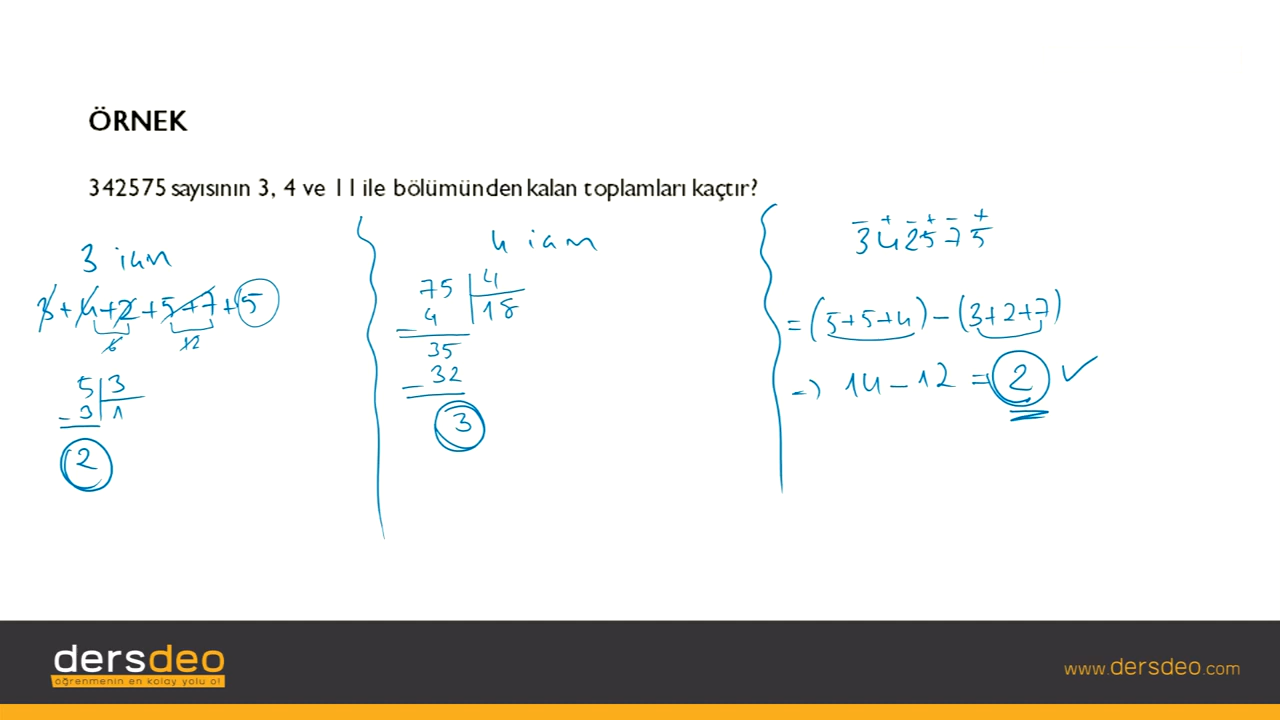 ÖRNEK
342575 sayısının 3, 4 ve 11 ile bölümünden kalan toplamları kaçtır?
3 için
3+4+2+5+7+5
6 12
5 3
- 3 1
2
4 için
75 4
- 4 18
35
- 32
3
- + - + - +
3 4 2 5 7 5
= (5+5+4) - (3+2+7)
=> 14 - 12 = 2 ✓
dersdeo
öğrenmenin en kolay yolu o!
www.dersdeo.com